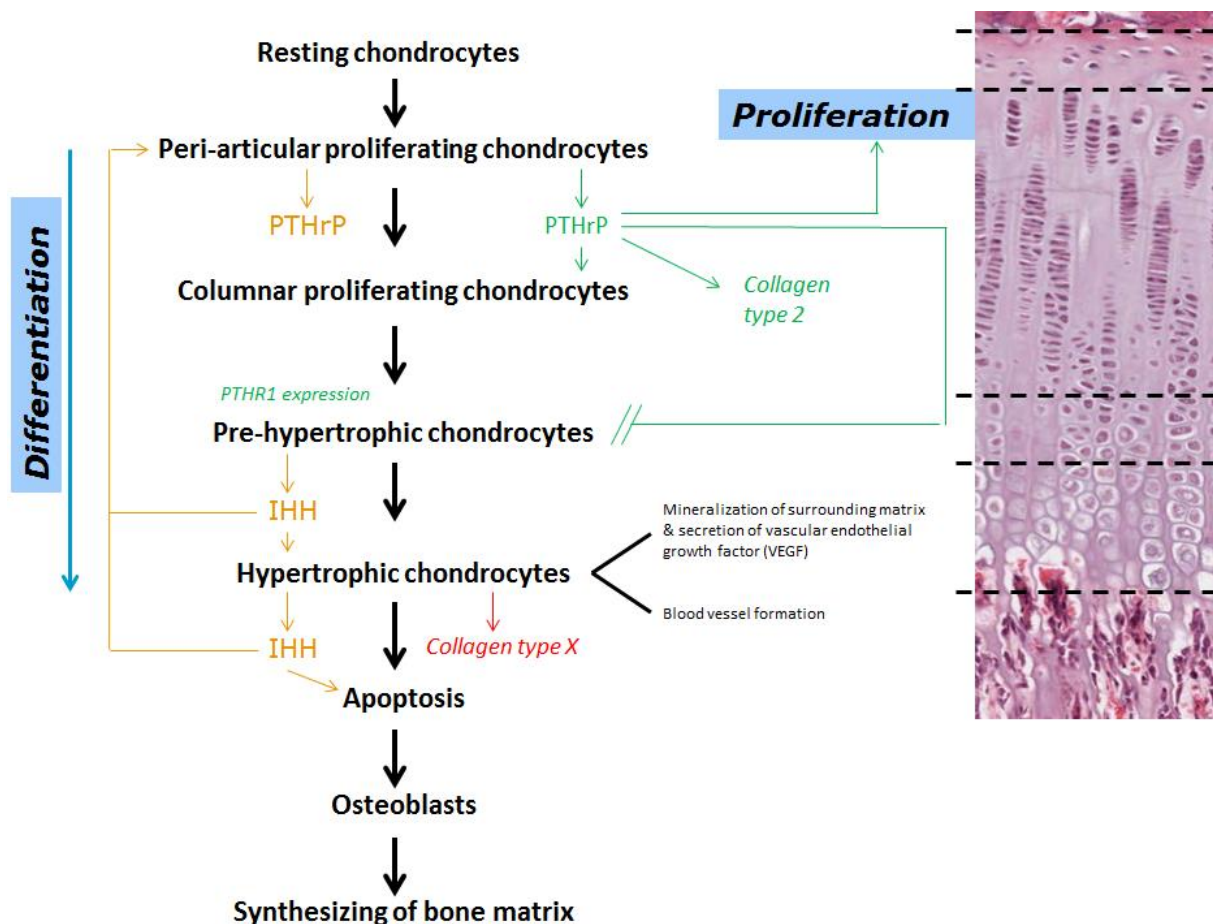 Resting chondrocytes
Proliferation
Peri-articular proliferating chondrocytes
Differentiation
PTHrP
PTHrP
Columnar proliferating chondrocytes
Collagen
type 2
PTHR1 expression
Pre-hypertrophic chondrocytes
IHH
Mineralization of surrounding matrix
& secretion of vascular endothelial
growth factor (VEGF)
Hypertrophic chondrocytes
Blood vessel formation
IHH
Collagen type X
Apoptosis
Osteoblasts
Synthesizing of bone matrix